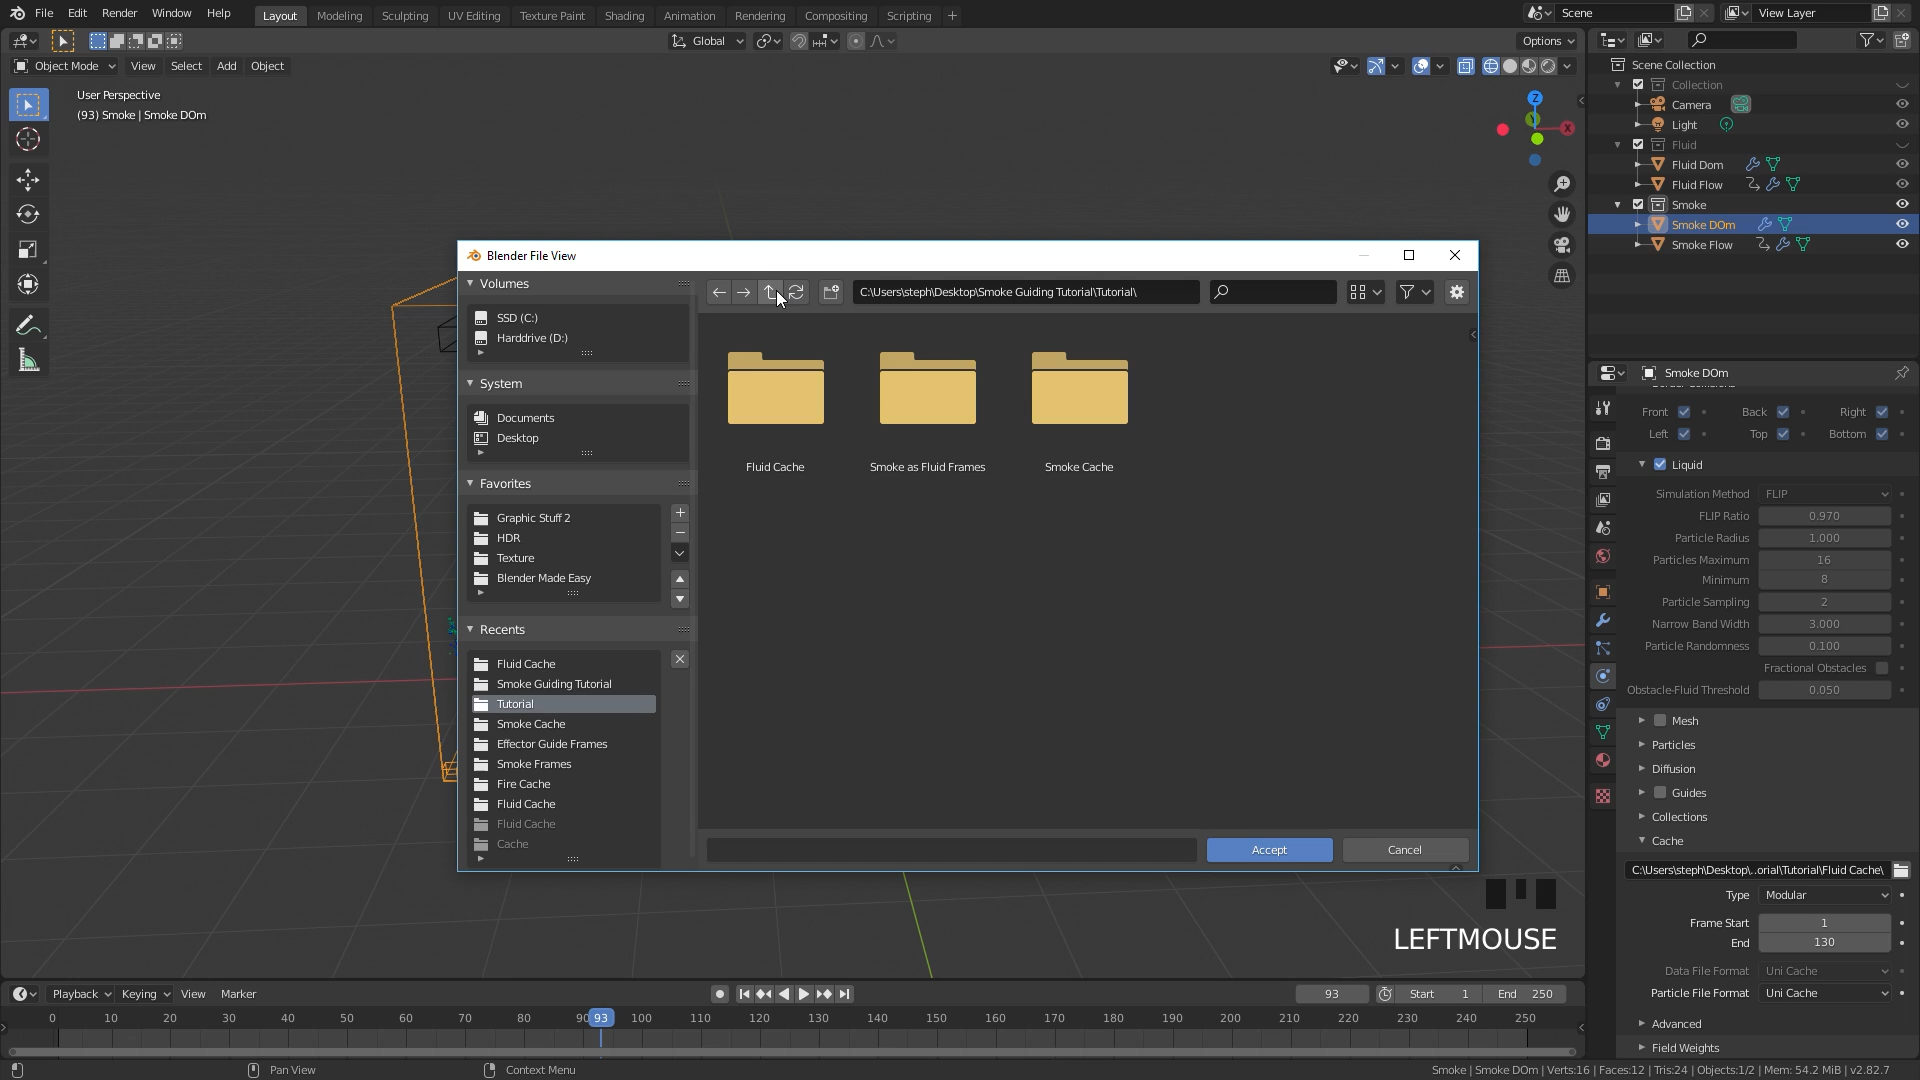 File Edit Render Window Help
Layout Modeling Sculpting UV Editing Texture Paint Shading Animation Rendering Compositing Scripting +
Scene
View Layer
Global
Options
Object Mode View Select Add Object
User Perspective
(93) Smoke | Smoke DOm
Z
X
Scene Collection
Collection
Camera
Light
Fluid
Fluid Dom
Fluid Flow
Smoke
Smoke DOm
Smoke Flow
Blender File View
Volumes
SSD (C:)
Harddrive (D:)
System
Documents
Desktop
Favorites
Graphic Stuff 2
HDR
Texture
Blender Made Easy
Recents
Fluid Cache
Smoke Guiding Tutorial
Tutorial
Smoke Cache
Effector Guide Frames
Smoke Frames
Fire Cache
Fluid Cache
Fluid Cache
Cache
C:\Users\steph\Desktop\Smoke Guiding Tutorial\Tutorial\
Fluid Cache
Smoke as Fluid Frames
Smoke Cache
Accept
Cancel
Smoke DOm
Front Back Right
Left Top Bottom
Liquid
Simulation Method FLIP
FLIP Ratio 0.970
Particle Radius 1.000
Particles Maximum 16
Minimum 8
Particle Sampling 2
Narrow Band Width 3.000
Particle Randomness 0.100
Fractional Obstacles
Obstacle-Fluid Threshold 0.050
Mesh
Particles
Diffusion
Guides
Collections
Cache
C:\Users\steph\Desktop\..orial\Tutorial\Fluid Cache\
Type Modular
Frame Start 1
End 130
Data File Format Uni Cache
Particle File Format Uni Cache
Advanced
Field Weights
LEFTMOUSE
Playback Keying View Marker
93
Start 1
End 250
0 10 20 30 40 50 60 70 80 90 93 100 110 120 130 140 150 160 170 180 190 200 210 220 230 240 250
Pan View
Context Menu
Smoke | Smoke DOm | Verts:16 | Faces:12 | Tris:24 | Objects:1/2 | Mem: 54.2 MiB | v2.82.7